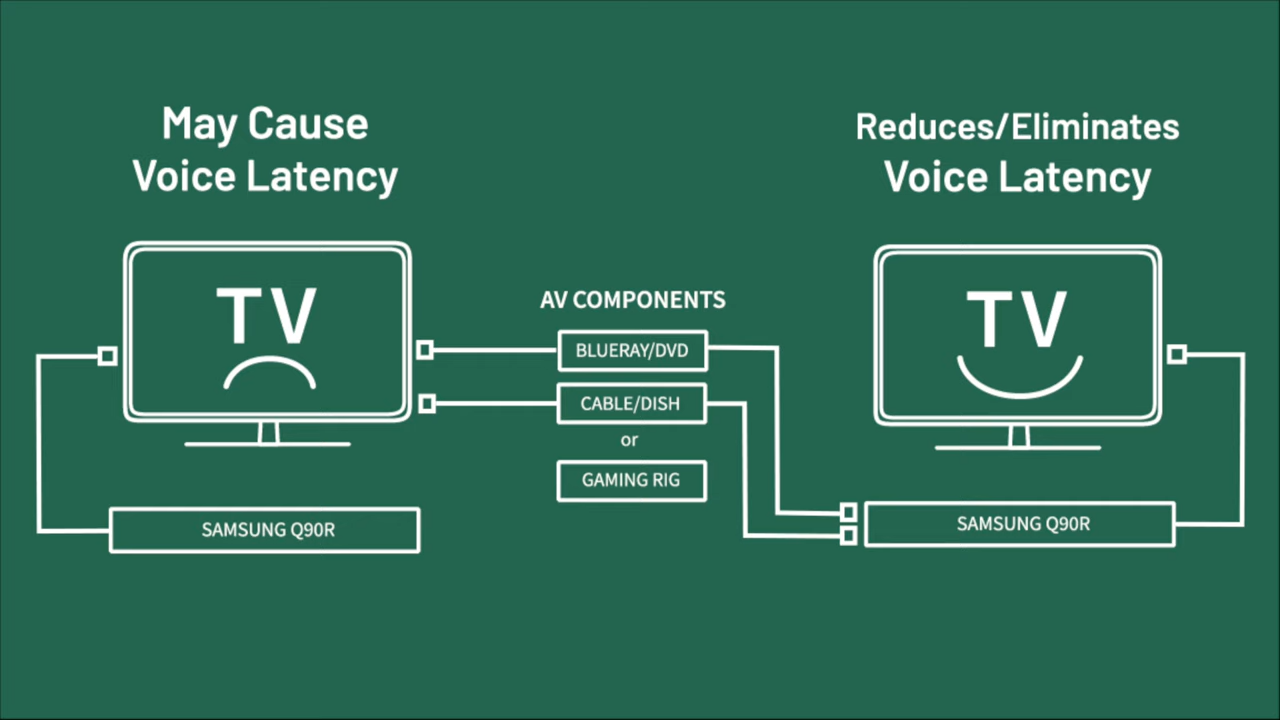 May Cause
Voice Latency
TV
SAMSUNG Q90R
AV COMPONENTS
BLUERAY/DVD
CABLE/DISH
or
GAMING RIG
Reduces/Eliminates
Voice Latency
TV
SAMSUNG Q90R